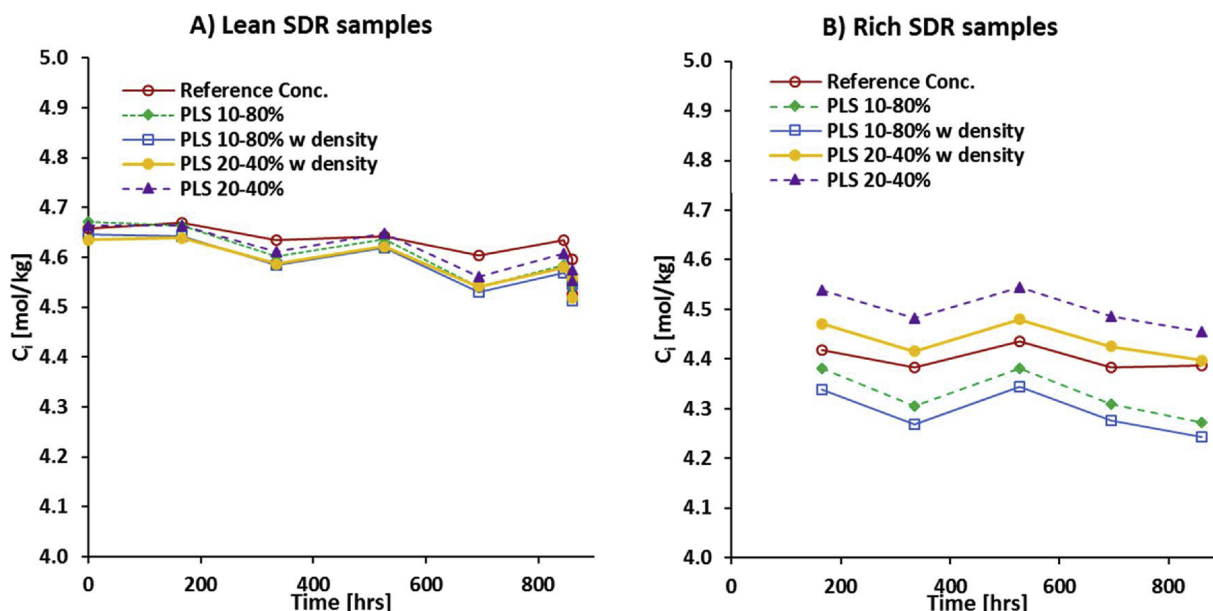 A) Lean SDR samples
5.0
4.9
4.8
4.7
4.6
4.5
4.4
4.3
4.2
4.1
4.0
Ci [mol/kg]
Reference Conc.
PLS 10-80%
PLS 10-80% w density
PLS 20-40% w density
PLS 20-40%
0 200 400 600 800
Time [hrs]
B) Rich SDR samples
5.0
4.9
4.8
4.7
4.6
4.5
4.4
4.3
4.2
4.1
4.0
Ci [mol/kg]
Reference Conc.
PLS 10-80%
PLS 10-80% w density
PLS 20-40% w density
PLS 20-40%
0 200 400 600 800
Time [hrs]